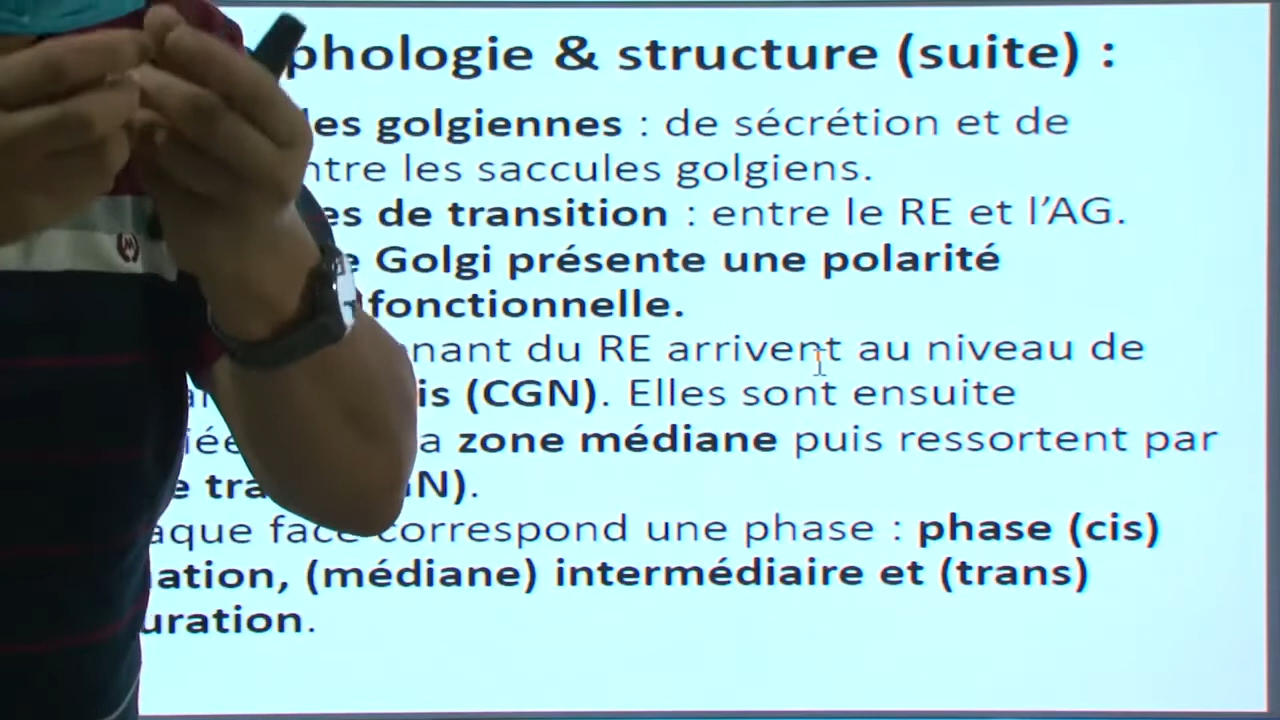 phologie & structure (suite) :
les golgiennes : de sécrétion et de
ntre les saccules golgiens.
es de transition : entre le RE et l’AG.
e Golgi présente une polarité
fonctionnelle.
nant du RE arrivent au niveau de
is (CGN). Elles sont ensuite
iée a zone médiane puis ressortent par
e tra N).
aque face correspond une phase : phase (cis)
iation, (médiane) intermédiaire et (trans)
uration.